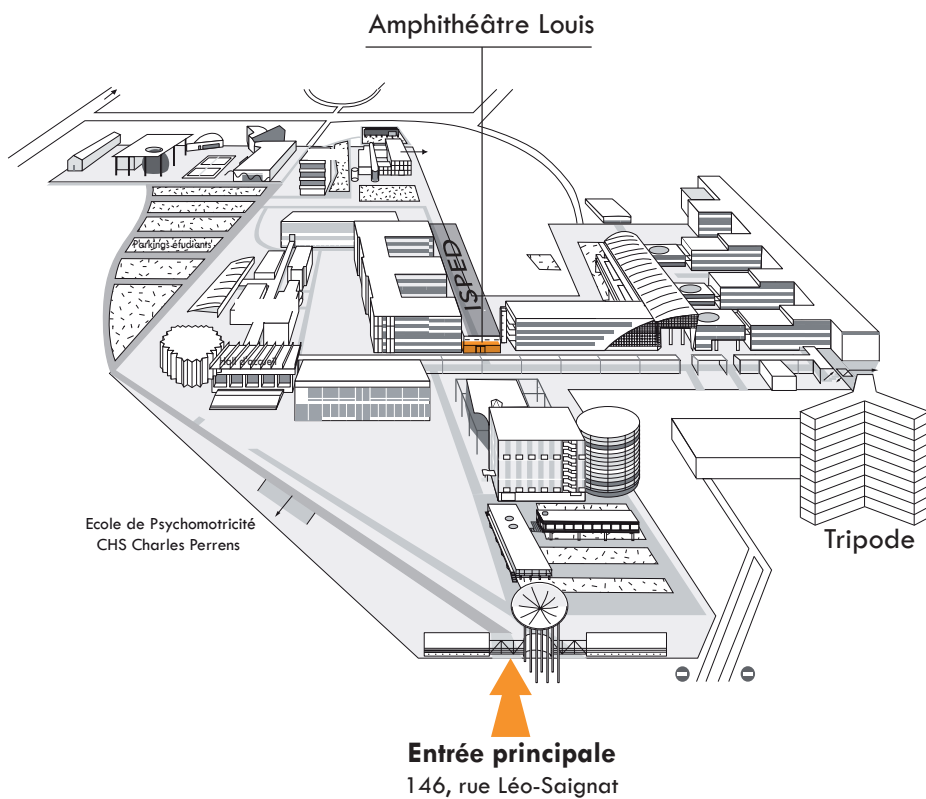 Amphithéâtre Louis
Parkings étudiants
ISPED
Hall d'accueil
Ecole de Psychomotricité
CHS Charles Perrens
Tripode
Entrée principale
146, rue Léo-Saignat